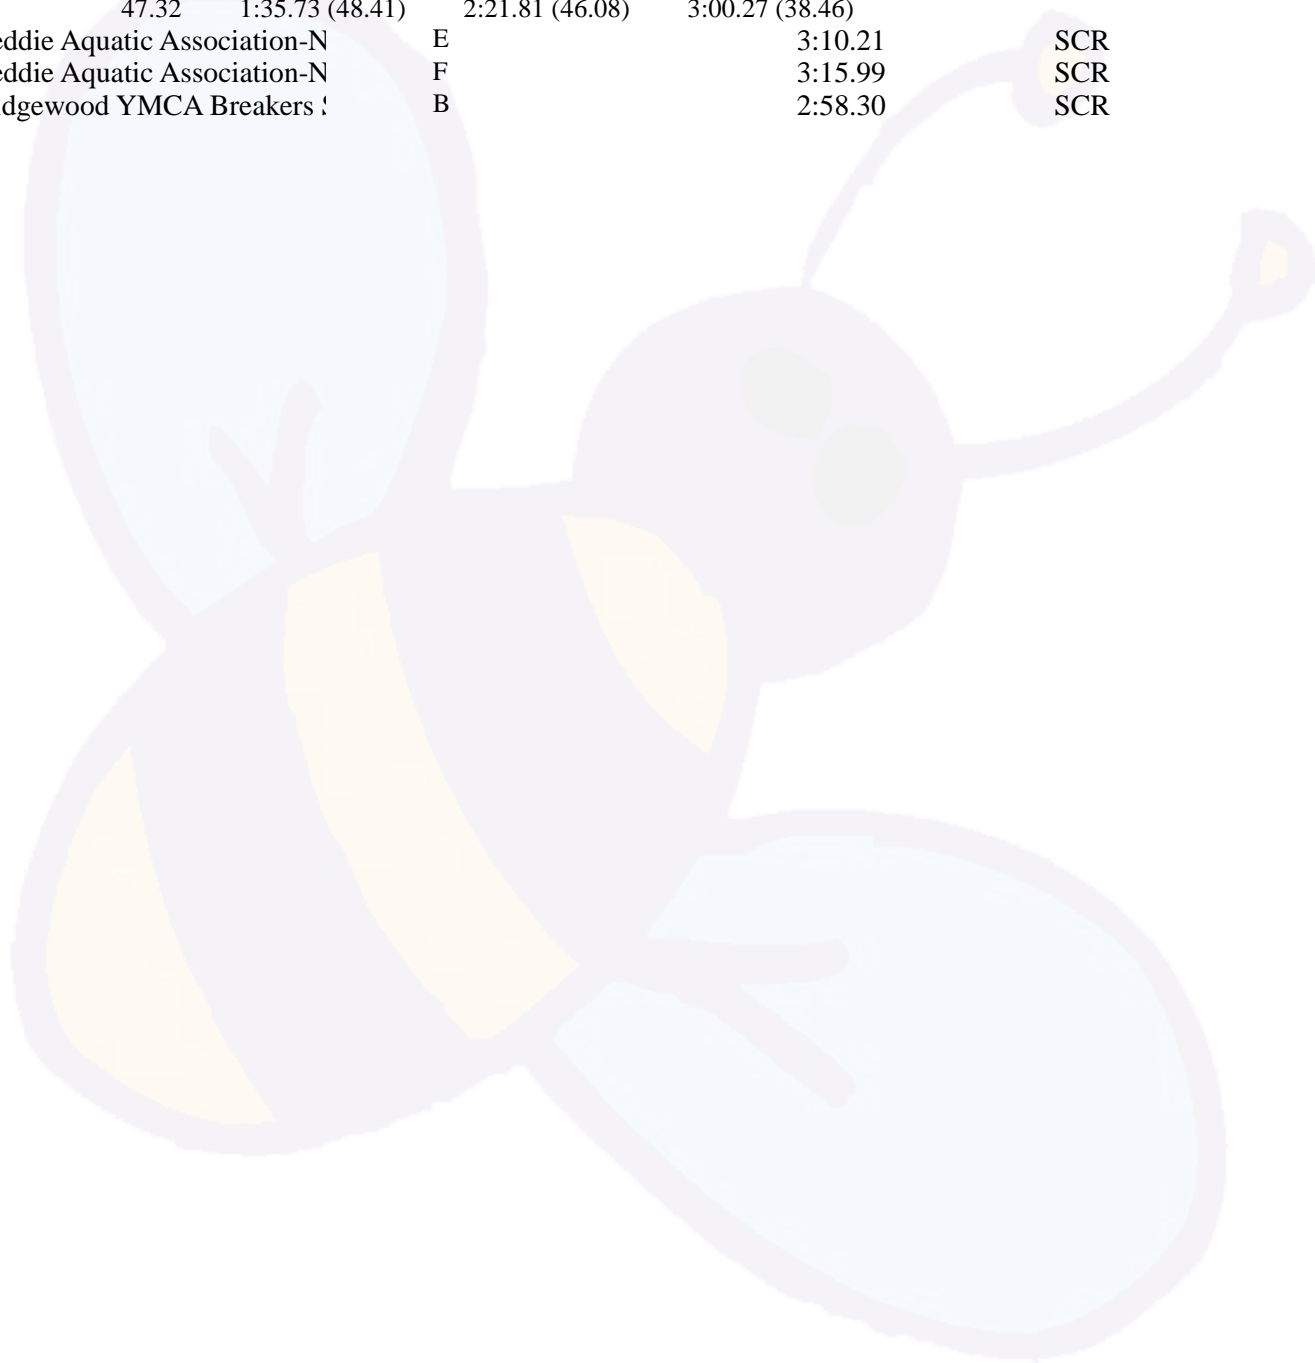 47.32 1:35.73 (48.41) 2:21.81 (46.08) 3:00.27 (38.46)
eddie Aquatic Association-N E 3:10.21 SCR
eddie Aquatic Association-N F 3:15.99 SCR
dgewood YMCA Breakers B 2:58.30 SCR